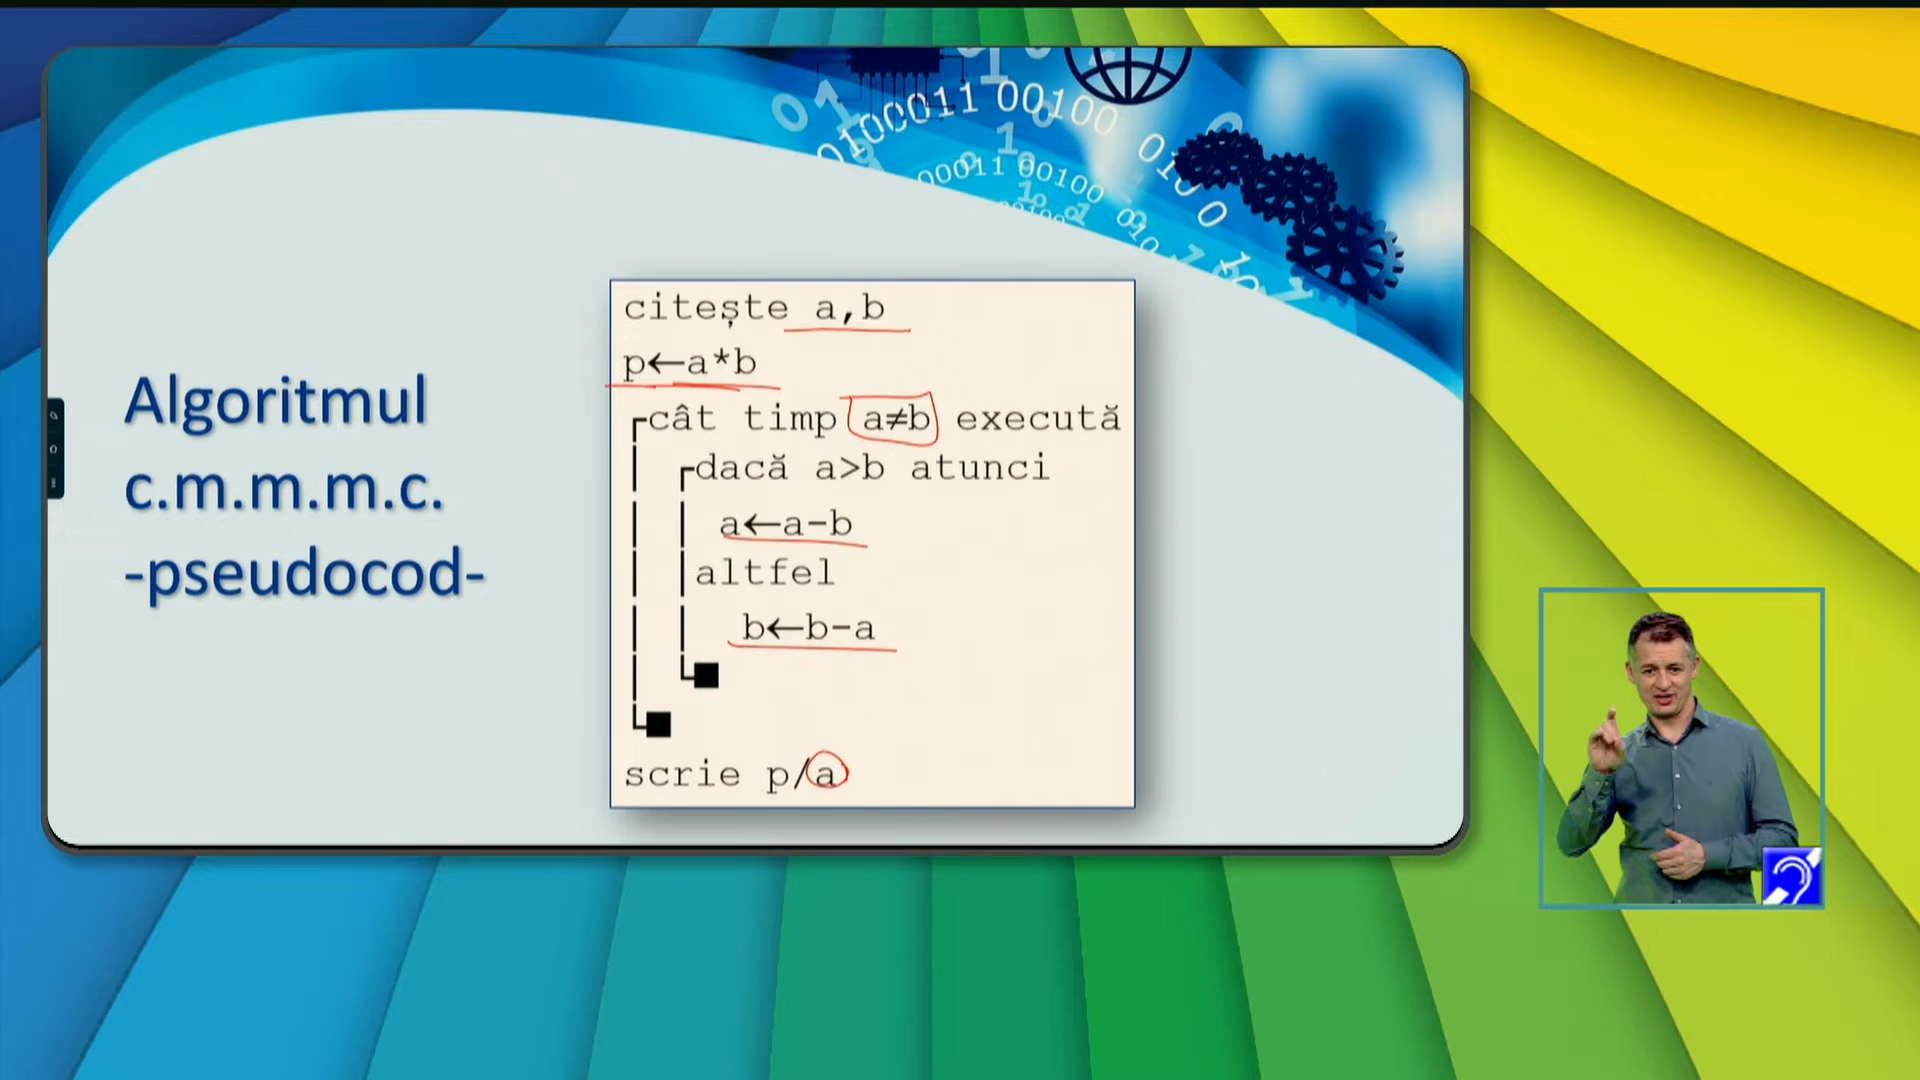 Algoritmul
c.m.m.m.c.
-pseudocod-
citește a,b
p←a*b
cât timp a≠b execută
dacă a>b atunci
a←a-b
altfel
b←b-a
scrie p/a